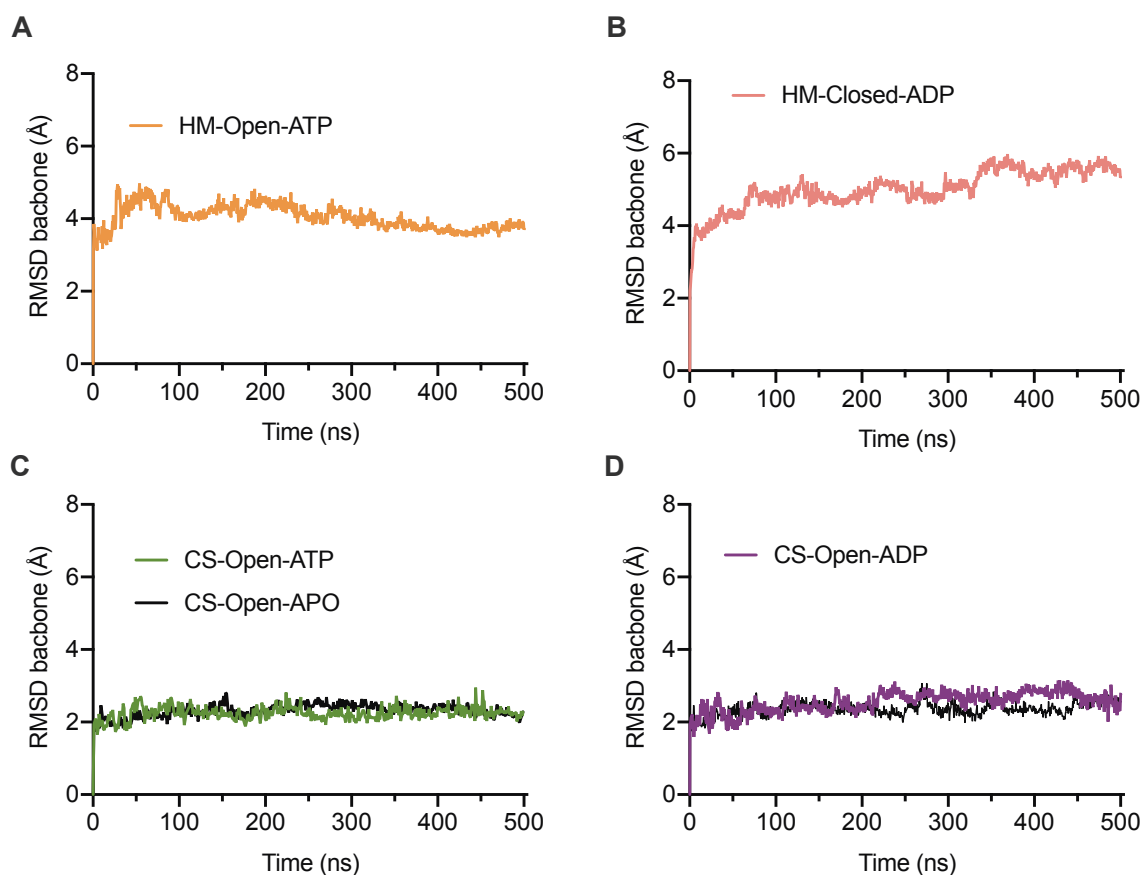 A
8
6
4
2
0
RMSD bacbone (Å)
HM-Open-ATP
0 100 200 300 400 500
Time (ns)
B
8
6
4
2
0
RMSD bacbone (Å)
HM-Closed-ADP
0 100 200 300 400 500
Time (ns)
C
8
6
4
2
0
RMSD bacbone (Å)
CS-Open-ATP
CS-Open-APO
0 100 200 300 400 500
Time (ns)
D
8
6
4
2
0
RMSD bacbone (Å)
CS-Open-ADP
0 100 200 300 400 500
Time (ns)